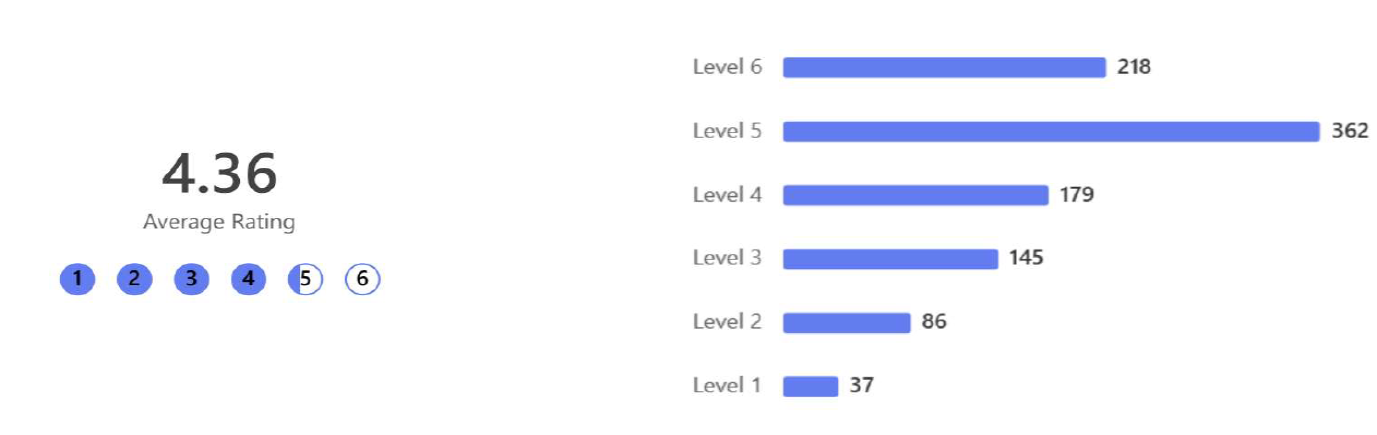 4.36
Average Rating
1 2 3 4 5 6
Level 6 218
Level 5 362
Level 4 179
Level 3 145
Level 2 86
Level 1 37